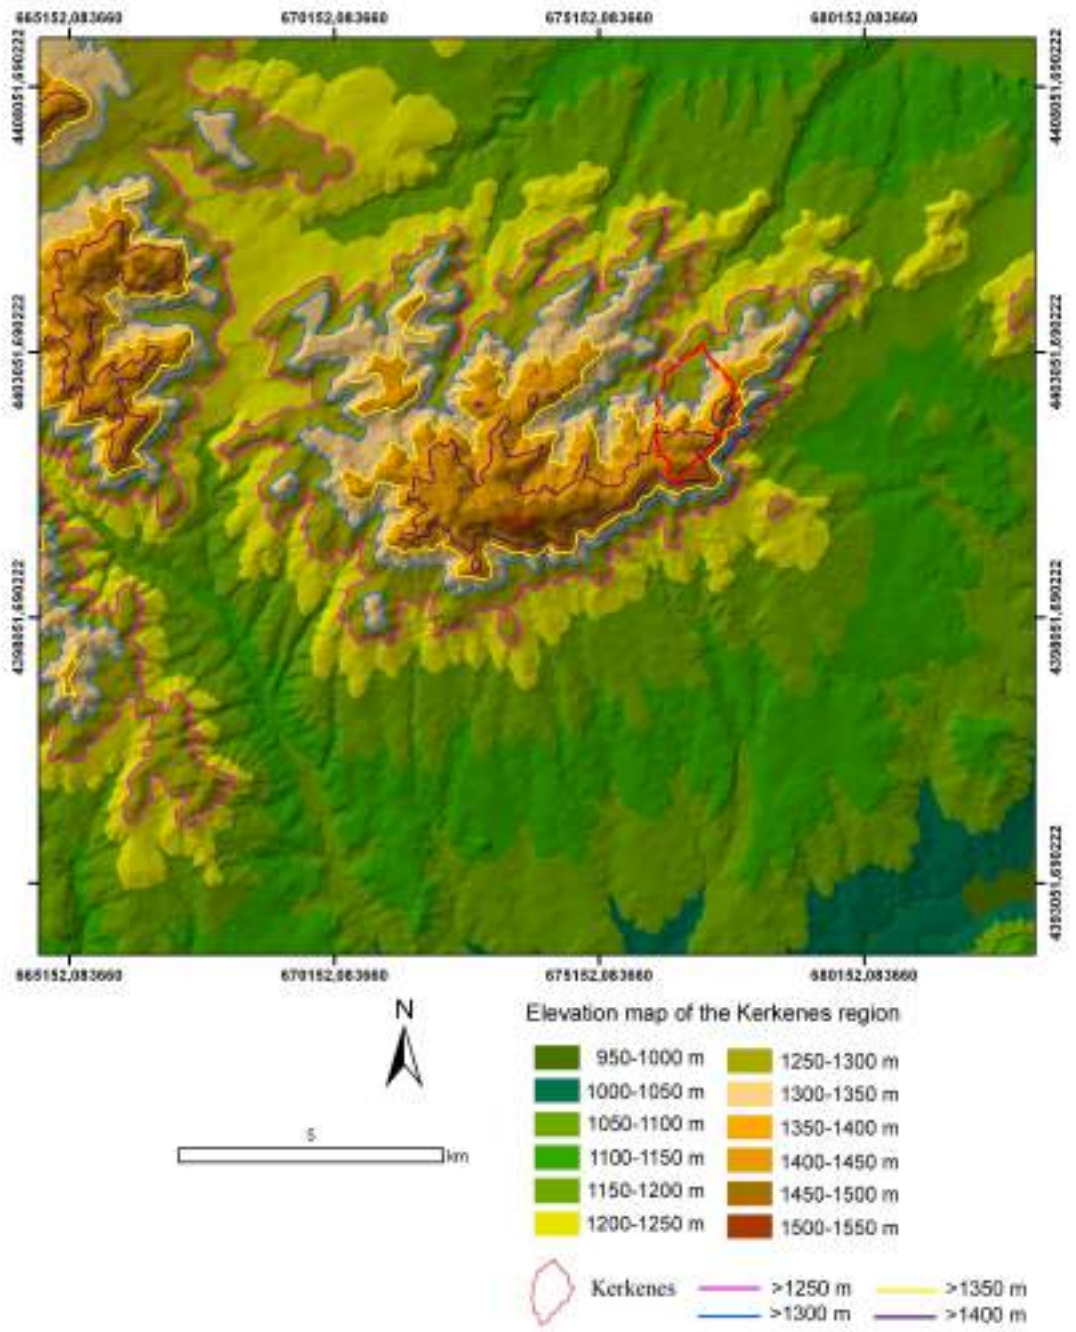 665152,083660 670152,083660 675152,083660 680152,083660
4408051,690222 4408051,690222
4403051,690222 4403051,690222
4398051,690222 4398051,690222
4393051,690222
665152,083660 670152,083660 675152,083660 680152,083660
N
5
km
Elevation map of the Kerkenes region
950-1000 m 1250-1300 m
1000-1050 m 1300-1350 m
1050-1100 m 1350-1400 m
1100-1150 m 1400-1450 m
1150-1200 m 1450-1500 m
1200-1250 m 1500-1550 m
Kerkenes >1250 m >1350 m
>1300 m >1400 m